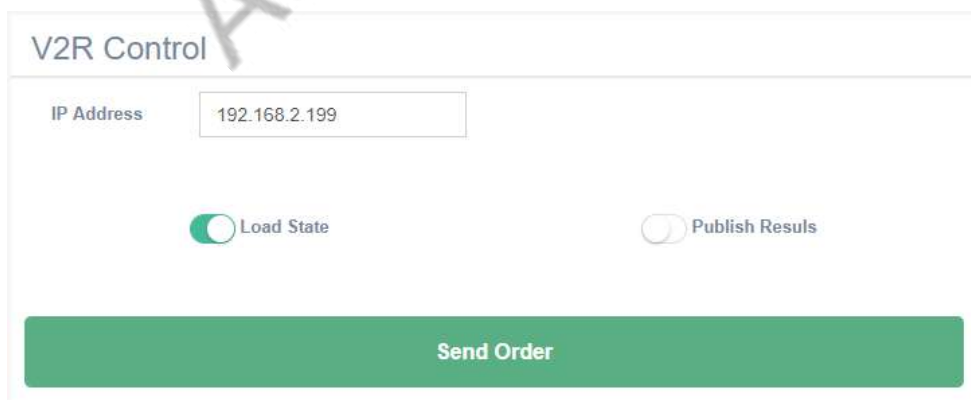 V2R Control
IP Address 192.168.2.199
Load State Publish Resuls
Send Order